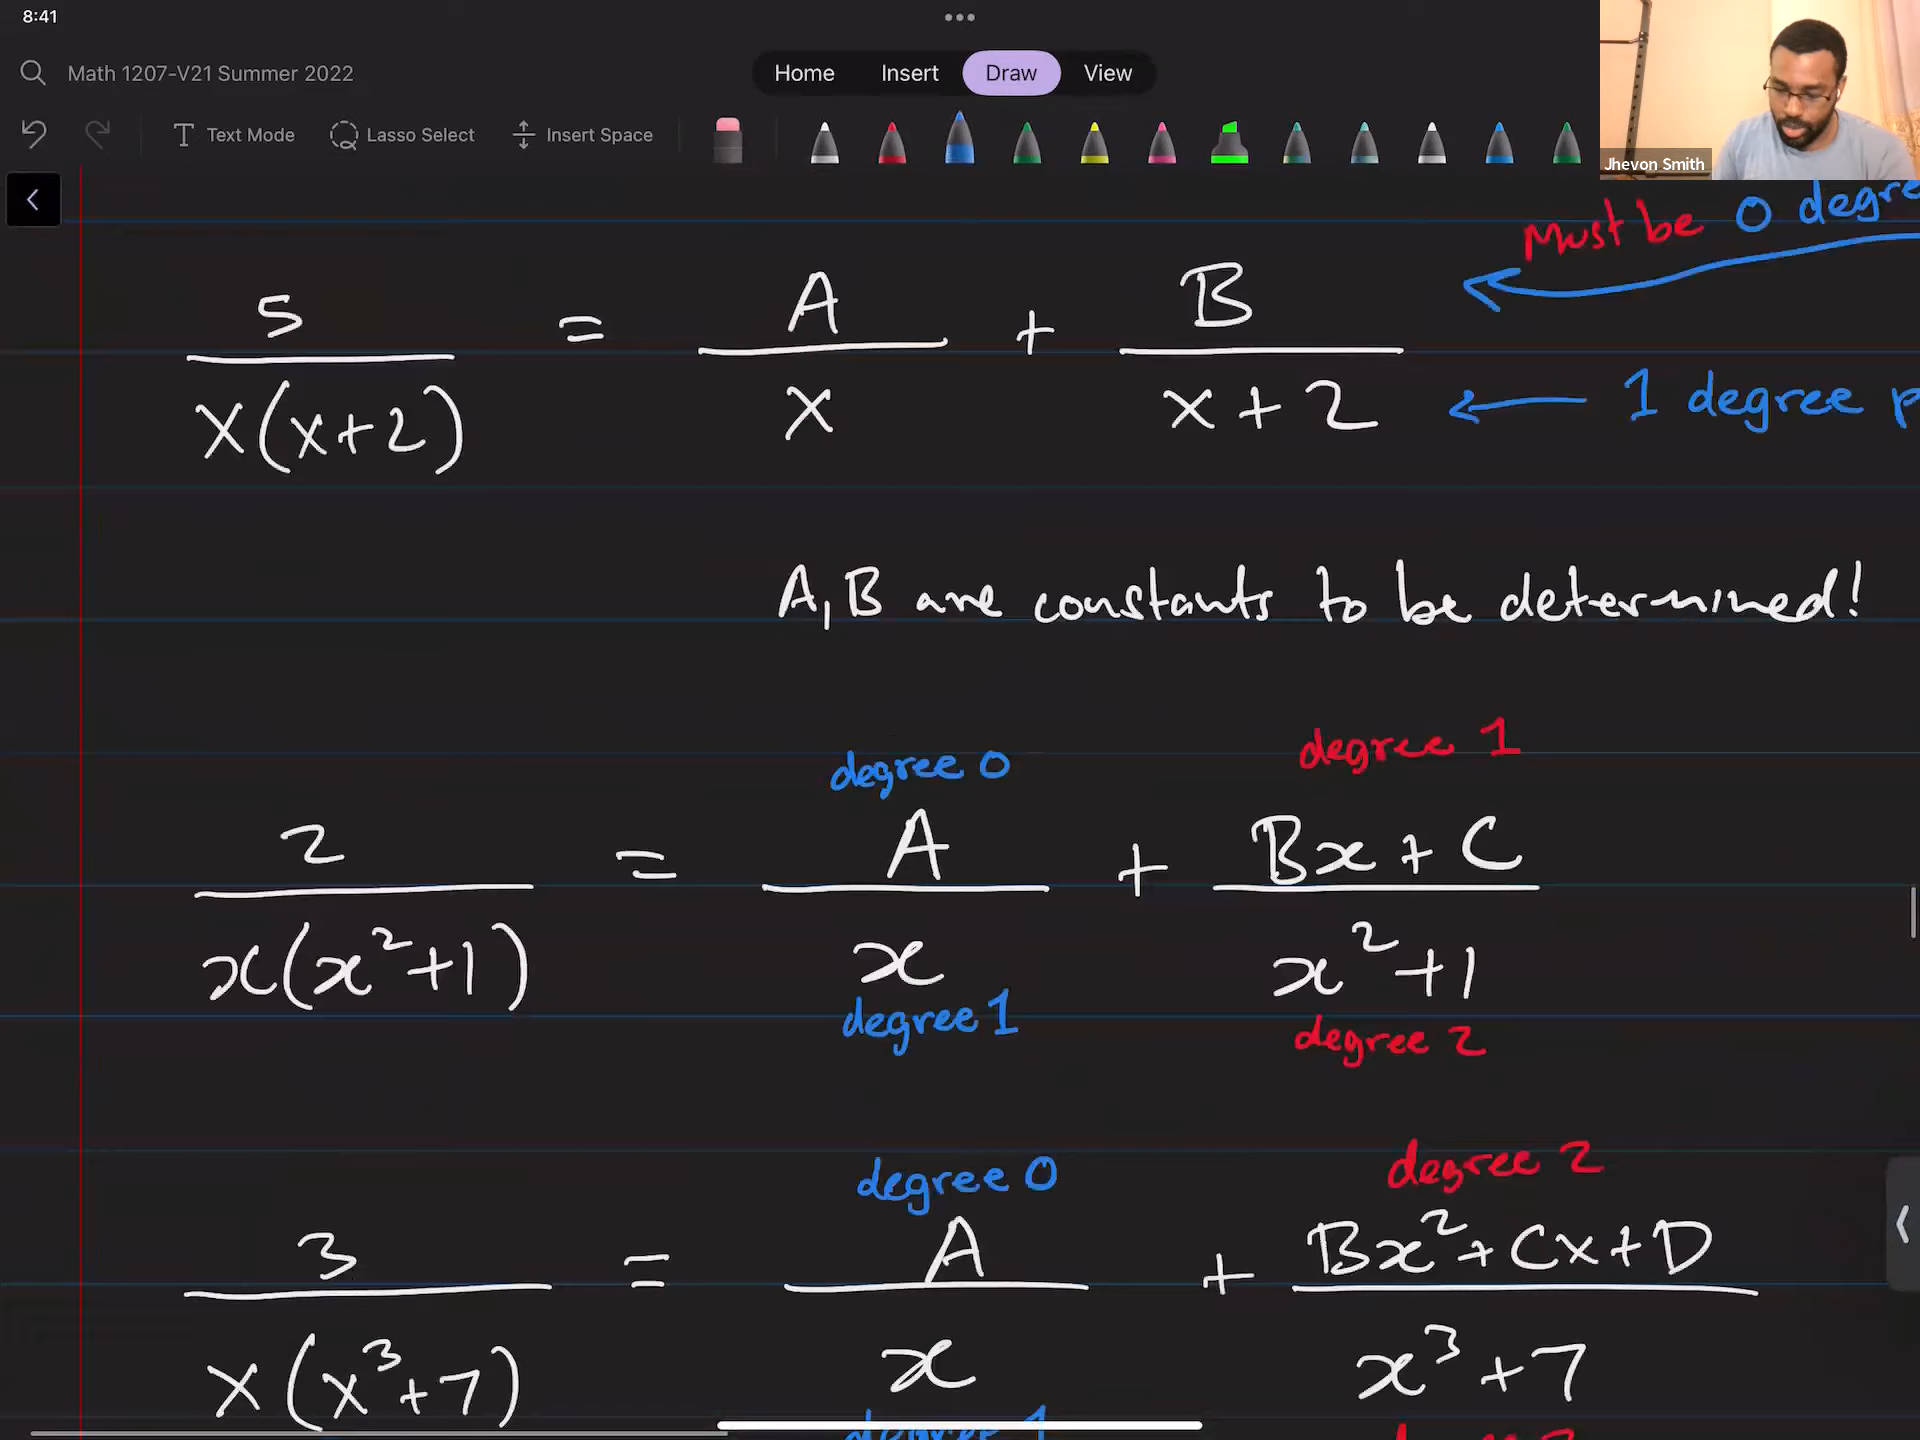 8:41
Math 1207-V21 Summer 2022
Home Insert Draw View
Text Mode Lasso Select Insert Space
Jhevon Smith
Must be 0 degre
5 = A + B
x(x+2) x x+2 ← 1 degree p
A, B are constants to be determined!
degree 0 degree 1
2 = A + Bx + C
x(x²+1) x x²+1
degree 1 degree 2
degree 0 degree 2
3 = A + Bx²+Cx+D
x(x³+7) x x³+7